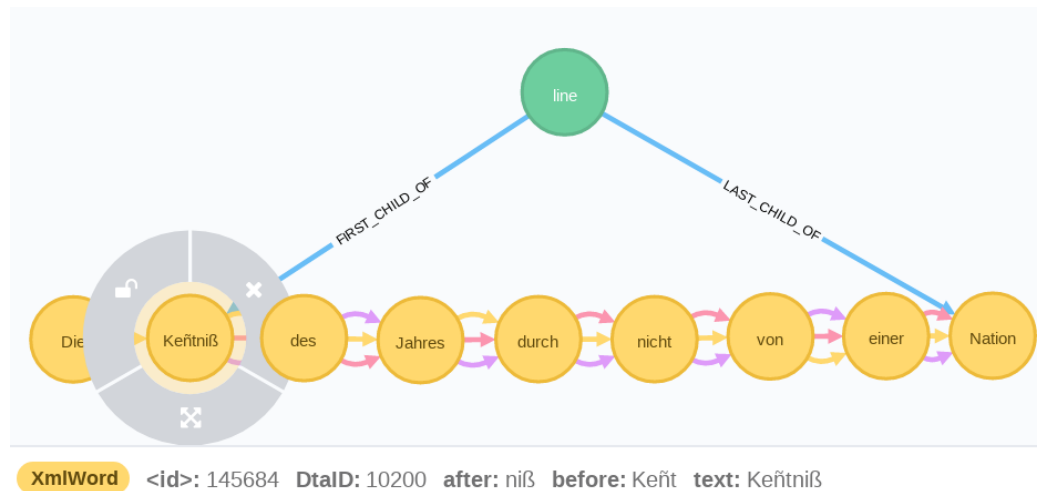 line
FIRST_CHILD_OF
LAST_CHILD_OF
Die Keñtniß des Jahres durch nicht von einer Nation
XmlWord <id>: 145684 DtaID: 10200 after: niß before: Keñt text: Keñtniß